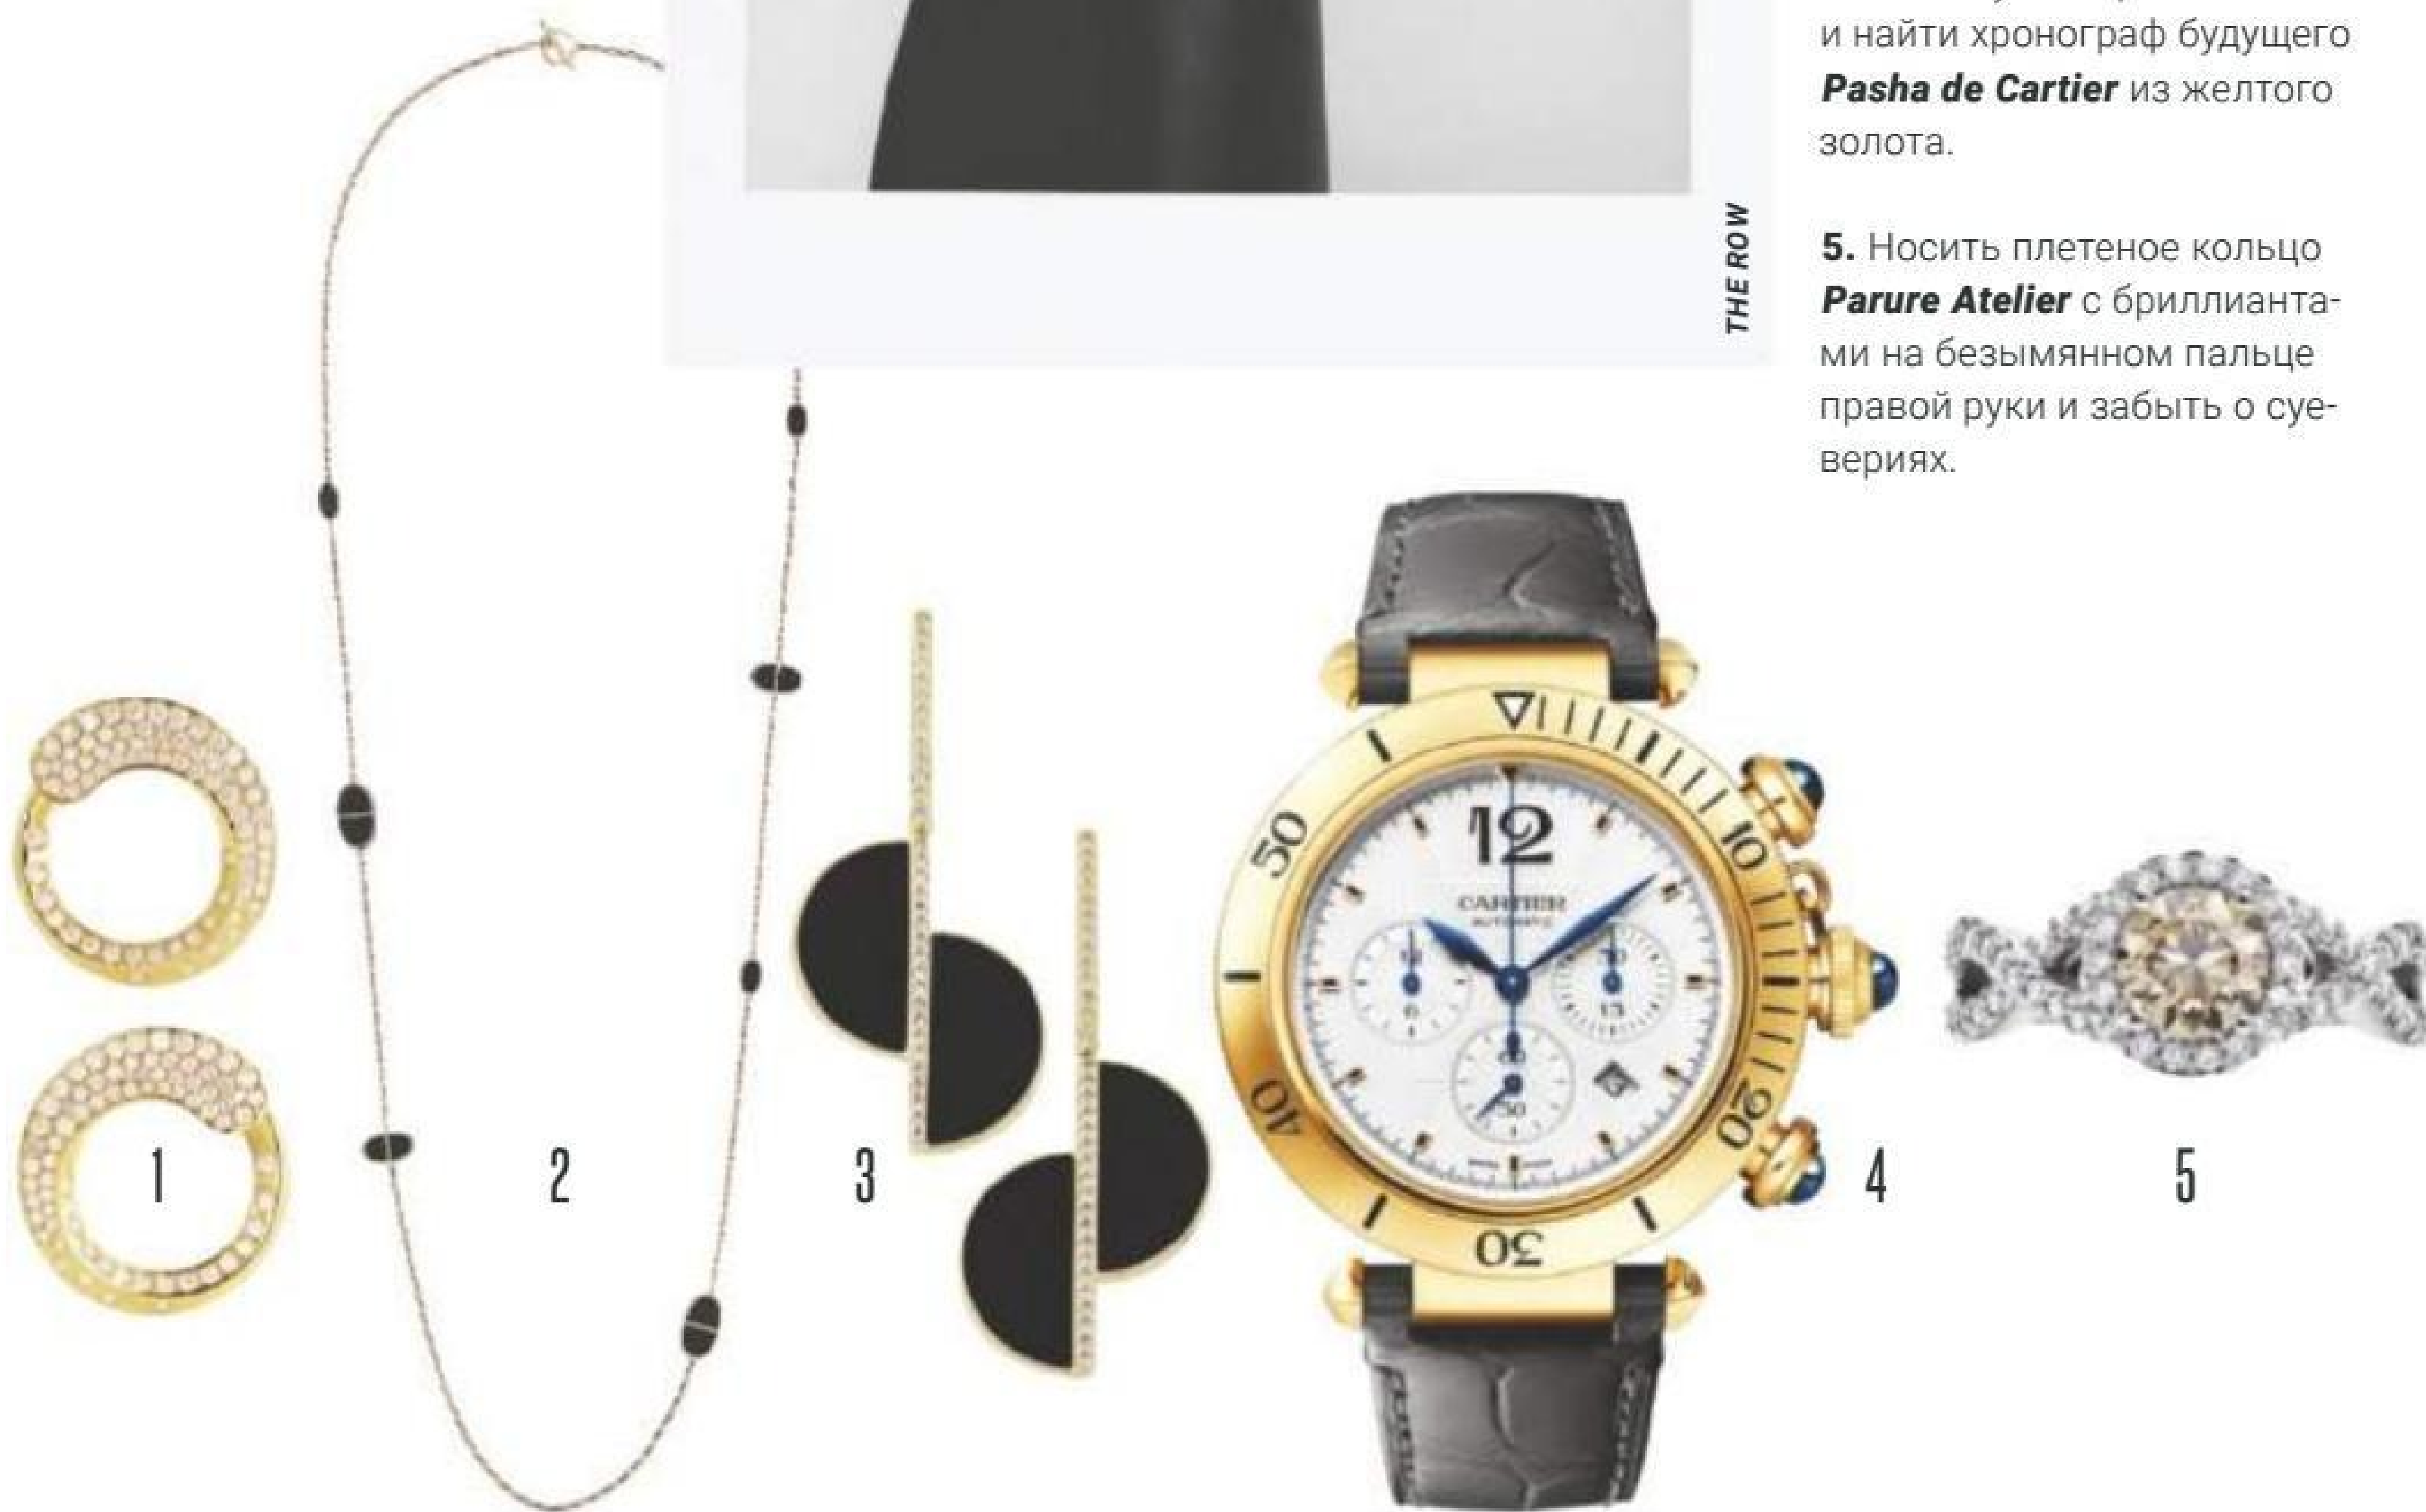 и найти хронограф будущего
Pasha de Cartier из желтого
золота.
THE ROW
5. Носить плетеное кольцо
Parure Atelier с бриллианта-
ми на безымянном пальце
правой руки и забыть о суе-
вериях.
10
20
30
40
50
12
CARTIER
AUTOMATIC
1
2
3
4
5